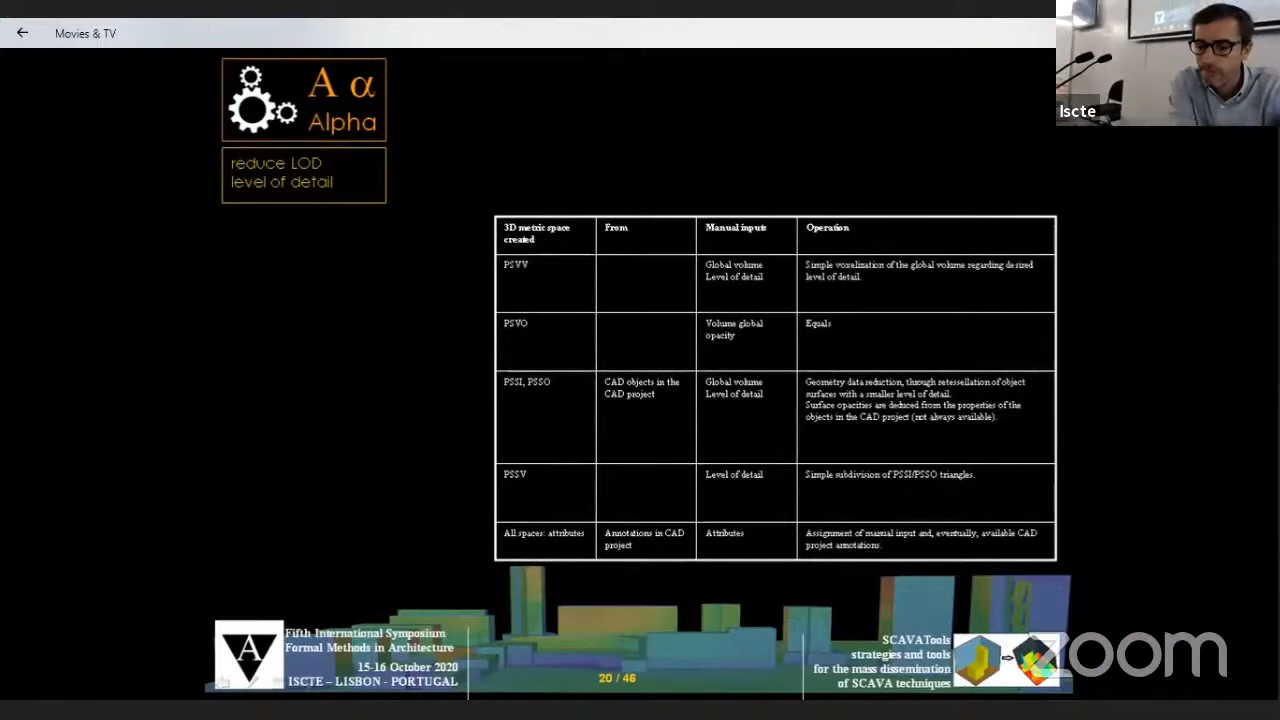 Movies & TV
Iscte
A α
Alpha
reduce LOD
level of detail
3D metric space
created
From
Manual inputs
Operation
PSVV
Global volume
Level of detail
Simple voxelization of the global volume regarding desired
level of detail.
PSVO
Volume global
opacity
Equals
PSSI, PSSO
CAD objects in the
CAD project
Global volume
Level of detail
Geometry data reduction, through retessellation of object
surfaces with a smaller level of detail.
Surface opacities are deduced from the properties of the
objects in the CAD project (not always available).
PSSV
Level of detail
Simple subdivision of PSSI/PSSO triangles.
All spaces: attributes
Annotations in CAD
project
Attributes
Assignment of manual input and, eventually, available CAD
project annotations.
A
Fifth International Symposium
Formal Methods in Architecture
15-16 October 2020
ISCTE – LISBON - PORTUGAL
20 / 46
SCAVATools
strategies and tools
for the mass dissemination
of SCAVA techniques
zoom